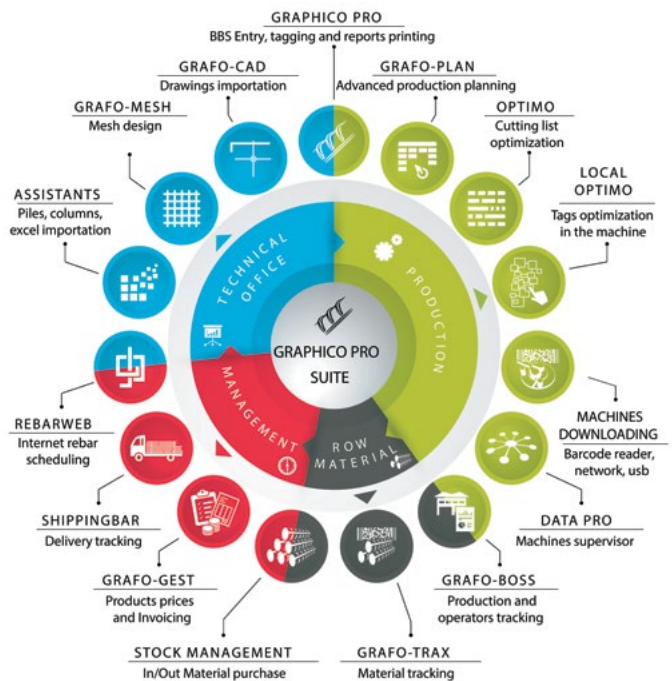 GRAPHICO PRO
BBS Entry, tagging and reports printing
GRAFO-CAD
Drawings importation
GRAFO-PLAN
Advanced production planning
GRAFO-MESH
Mesh design
OPTIMO
Cutting list
optimization
ASSISTANTS
Piles, columns,
excel importation
LOCAL
OPTIMO
Tags optimization
in the machine
TECHNICAL
OFFICE
PRODUCTION
GRAPHICO PRO
SUITE
MANAGEMENT
ROW
MATERIAL
REBARWEB
Internet rebar
scheduling
MACHINES
DOWNLOADING
Barcode reader,
network, usb
SHIPPINGBAR
Delivery tracking
DATA PRO
Machines supervisor
GRAFO-GEST
Products prices
and Invoicing
GRAFO-BOSS
Production and
operators tracking
STOCK MANAGEMENT
In/Out Material purchase
GRAFO-TRAX
Material tracking